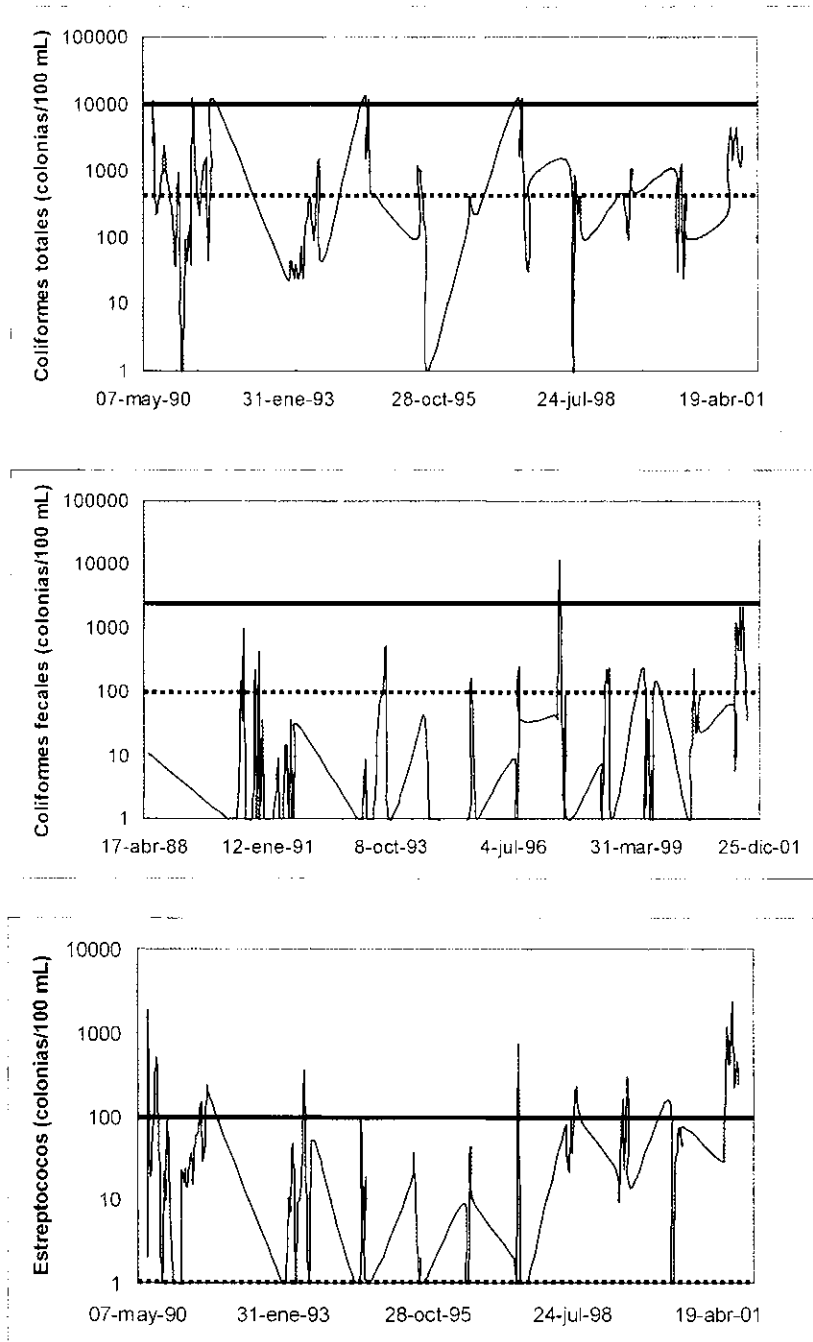 Coliformes totales (colonias/100 mL)
100000
10000
1000
100
10
1
07-may-90 31-ene-93 28-oct-95 24-jul-98 19-abr-01
Coliformes fecales (colonias/100 mL)
100000
10000
1000
100
10
1
17-abr-88 12-ene-91 8-oct-93 4-jul-96 31-mar-99 25-dic-01
Estreptococos (colonias/100 mL)
10000
1000
100
10
1
07-may-90 31-ene-93 28-oct-95 24-jul-98 19-abr-01